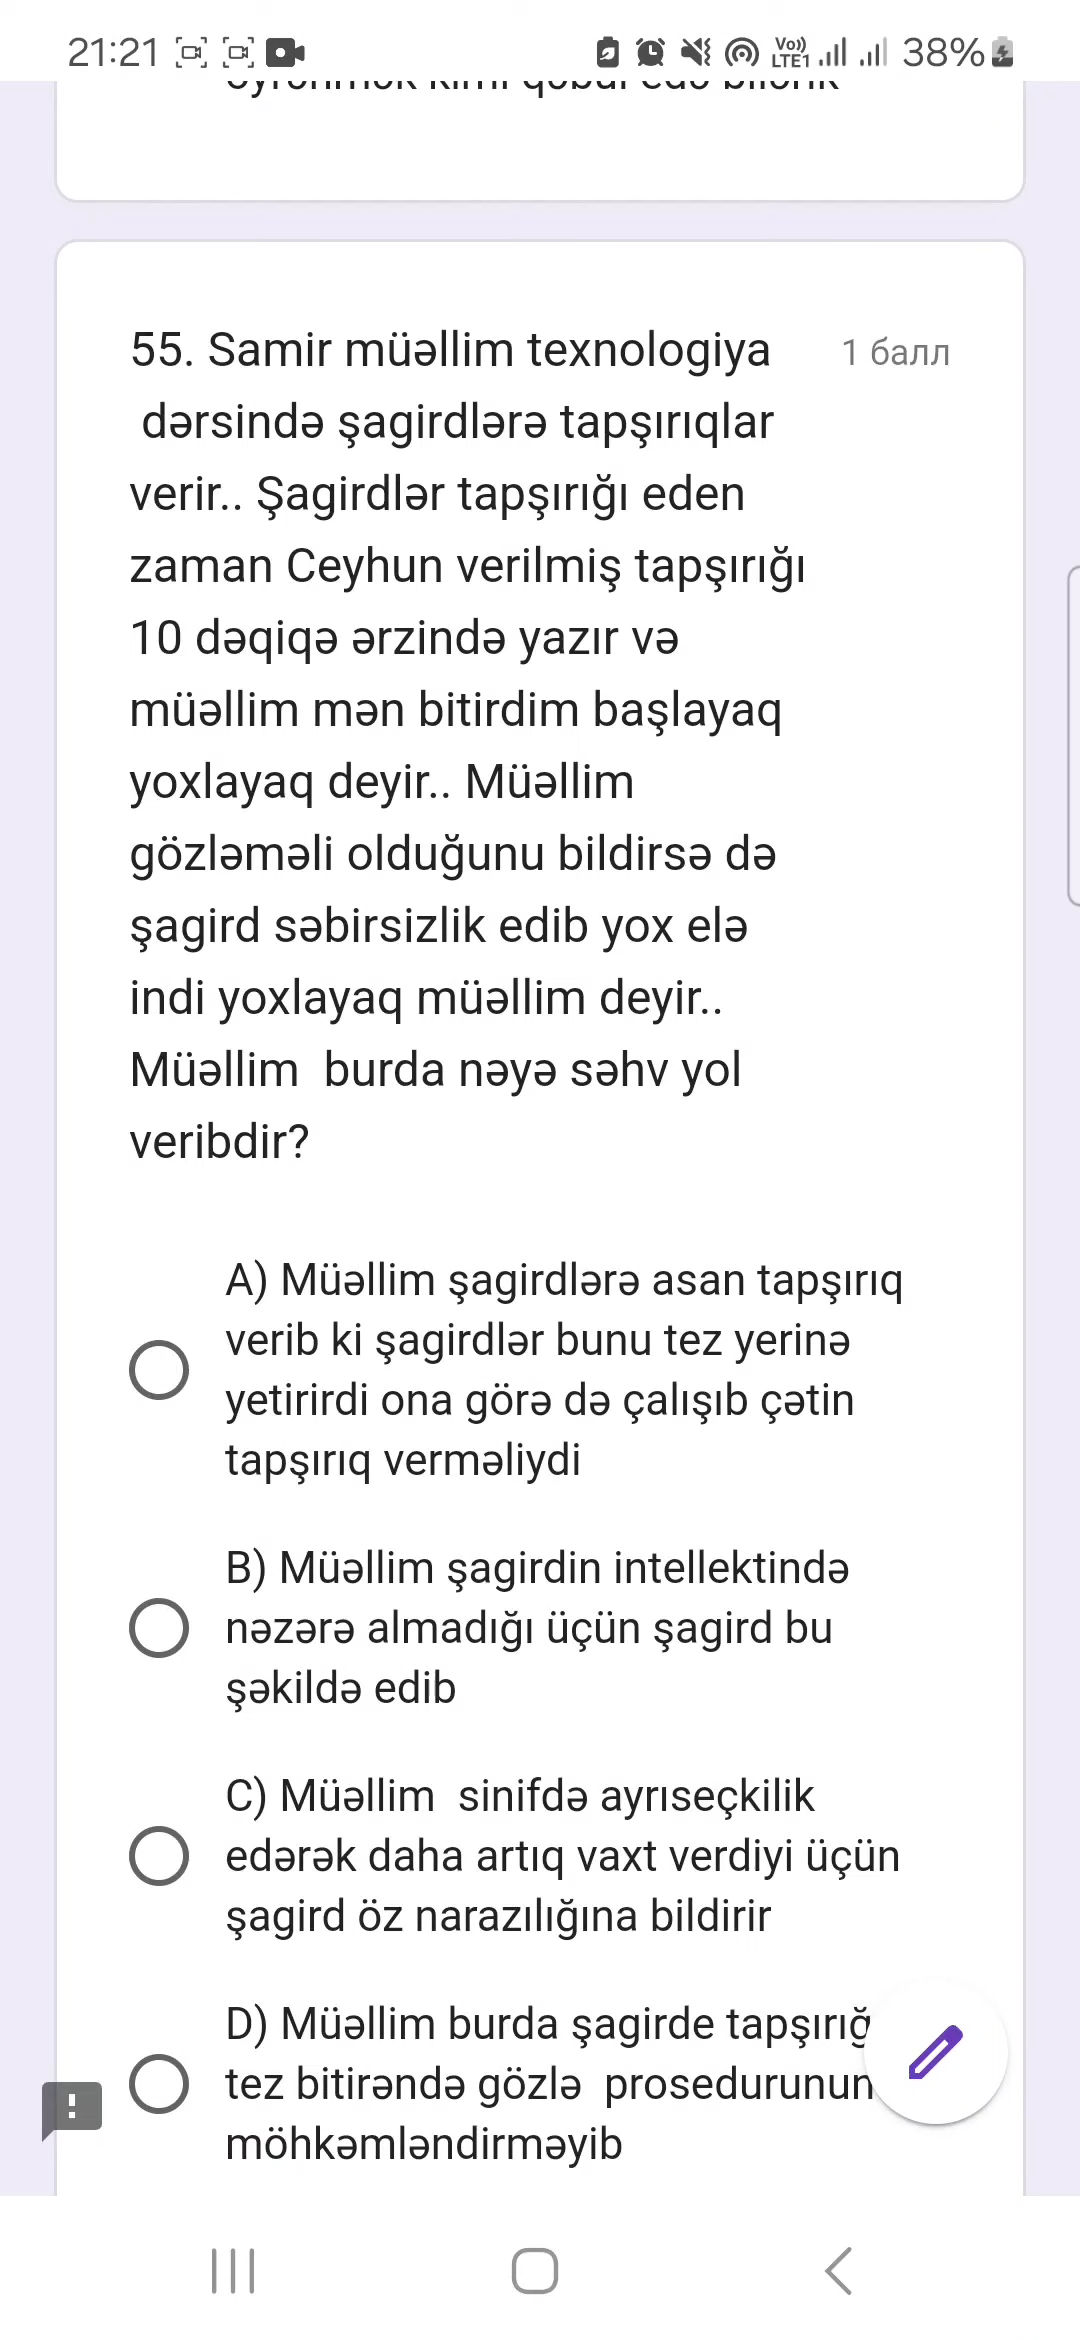 21:21
Vo)) LTE1 38%
55. Samir müəllim texnologiya
1 балл
dərsində şagirdlərə tapşırıqlar
verir.. Şagirdlər tapşırığı eden
zaman Ceyhun verilmiş tapşırığı
10 dəqiqə ərzində yazır və
müəllim mən bitirdim başlayaq
yoxlayaq deyir.. Müəllim
gözləməli olduğunu bildirsə də
şagird səbirsizlik edib yox elə
indi yoxlayaq müəllim deyir..
Müəllim burda nəyə səhv yol
veribdir?
A) Müəllim şagirdlərə asan tapşırıq
verib ki şagirdlər bunu tez yerinə
yetirirdi ona görə də çalışıb çətin
tapşırıq verməliydi
B) Müəllim şagirdin intellektində
nəzərə almadığı üçün şagird bu
şəkildə edib
C) Müəllim sinifdə ayrıseçkilik
edərək daha artıq vaxt verdiyi üçün
şagird öz narazılığına bildirir
D) Müəllim burda şagirde tapşırığ
tez bitirəndə gözlə prosedurunun
möhkəmləndirməyib